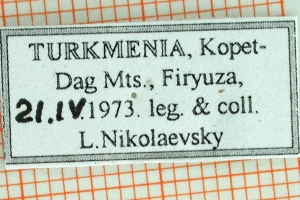 TURKMENIA, Kopet-
Dag Mts., Firyuza,
21.IV.1973. leg. & coll.
L.Nikolaevsky